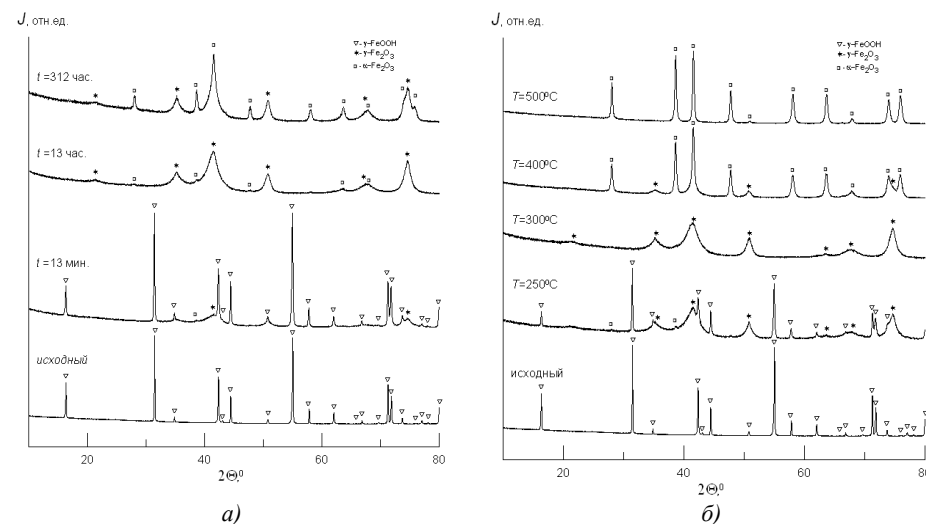 J, отн.ед.
▿ - γ-FeOOH
* - γ-Fe₂O₃
▫ - α-Fe₂O₃
t =312 час.
t =13 час.
t =13 мин.
исходный
20 40 60 80
2Θ,⁰
а)
J, отн.ед.
▿ - γ-FeOOH
* - γ-Fe₂O₃
▫ - α-Fe₂O₃
T=500⁰C
T=400⁰C
T=300⁰C
T=250⁰C
исходный
20 40 60 80
2Θ,⁰
б)